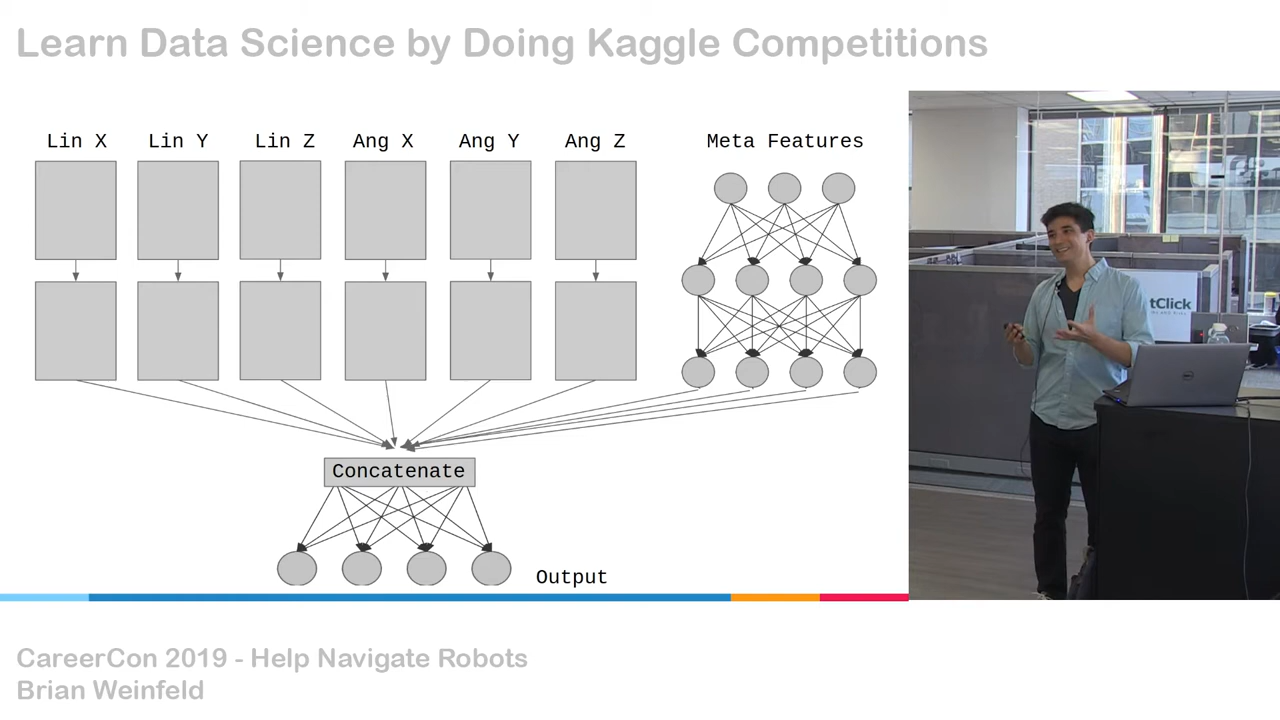 Learn Data Science by Doing Kaggle Competitions
Lin X
Lin Y
Lin Z
Ang X
Ang Y
Ang Z
Meta Features
Concatenate
Output
tClick
CareerCon 2019 - Help Navigate Robots
Brian Weinfeld